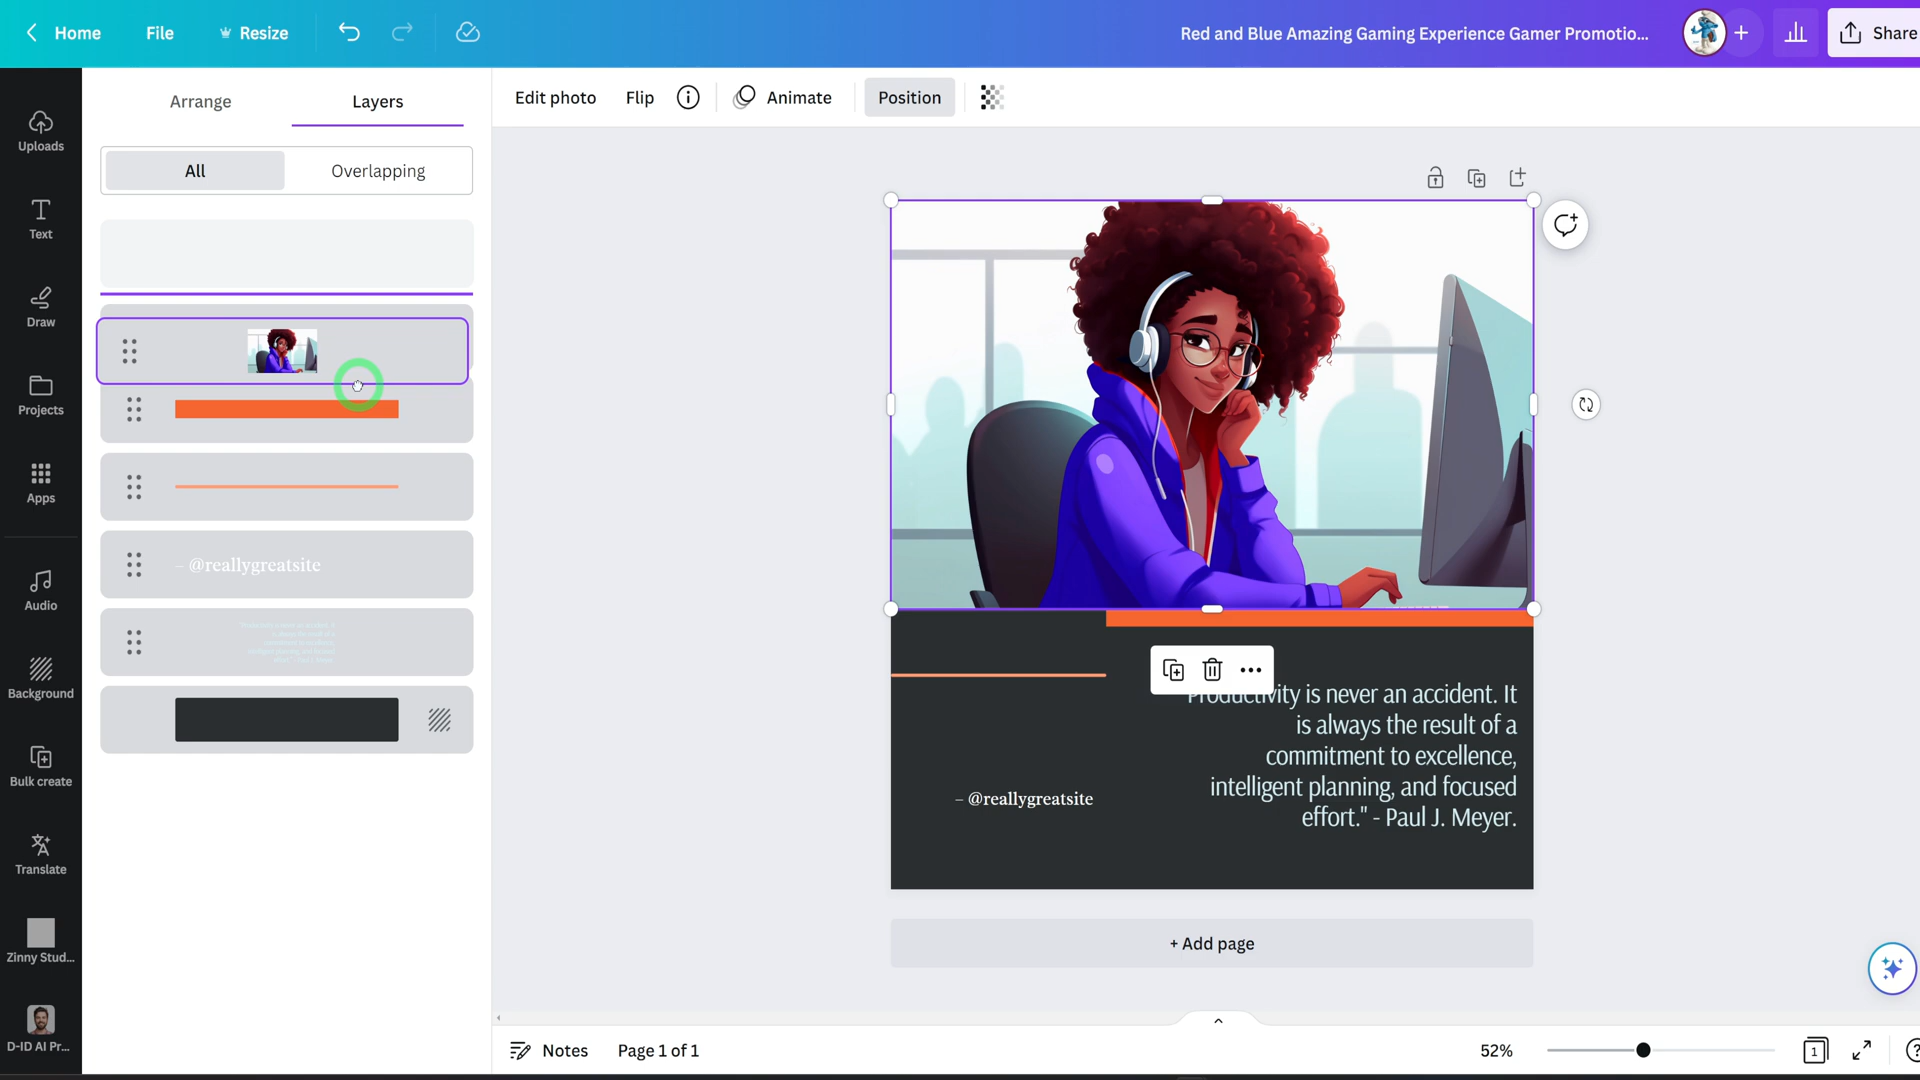 Home
File
Resize
Red and Blue Amazing Gaming Experience Gamer Promotio...
Share
Uploads
Text
Draw
Projects
Apps
Audio
Background
Bulk create
Translate
Zinny Stud...
D-ID AI Pr...
Arrange
Layers
All
Overlapping
– @reallygreatsite
Edit photo
Flip
Animate
Position
Productivity is never an accident. It
is always the result of a
commitment to excellence,
intelligent planning, and focused
effort." - Paul J. Meyer.
– @reallygreatsite
+ Add page
Notes
Page 1 of 1
52%
1